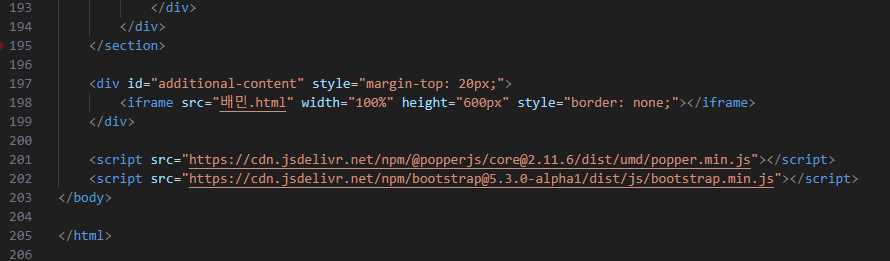 193 </div>
194 </div>
195 </section>
196
197 <div id="additional-content" style="margin-top: 20px;">
198 <iframe src="배민.html" width="100%" height="600px" style="border: none;"></iframe>
199 </div>
200
201 <script src="https://cdn.jsdelivr.net/npm/@popperjs/core@2.11.6/dist/umd/popper.min.js"></script>
202 <script src="https://cdn.jsdelivr.net/npm/bootstrap@5.3.0-alpha1/dist/js/bootstrap.min.js"></script>
203 </body>
204
205 </html>
206